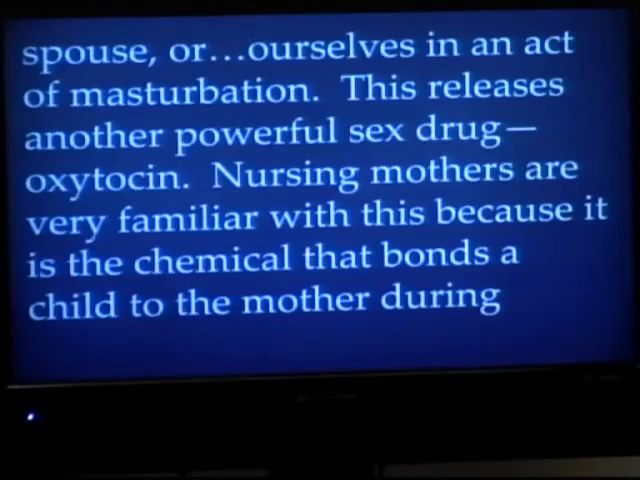 spouse, or...ourselves in an act
of masturbation.  This releases
another powerful sex drug—
oxytocin.  Nursing mothers are
very familiar with this because it
is the chemical that bonds a
child to the mother during